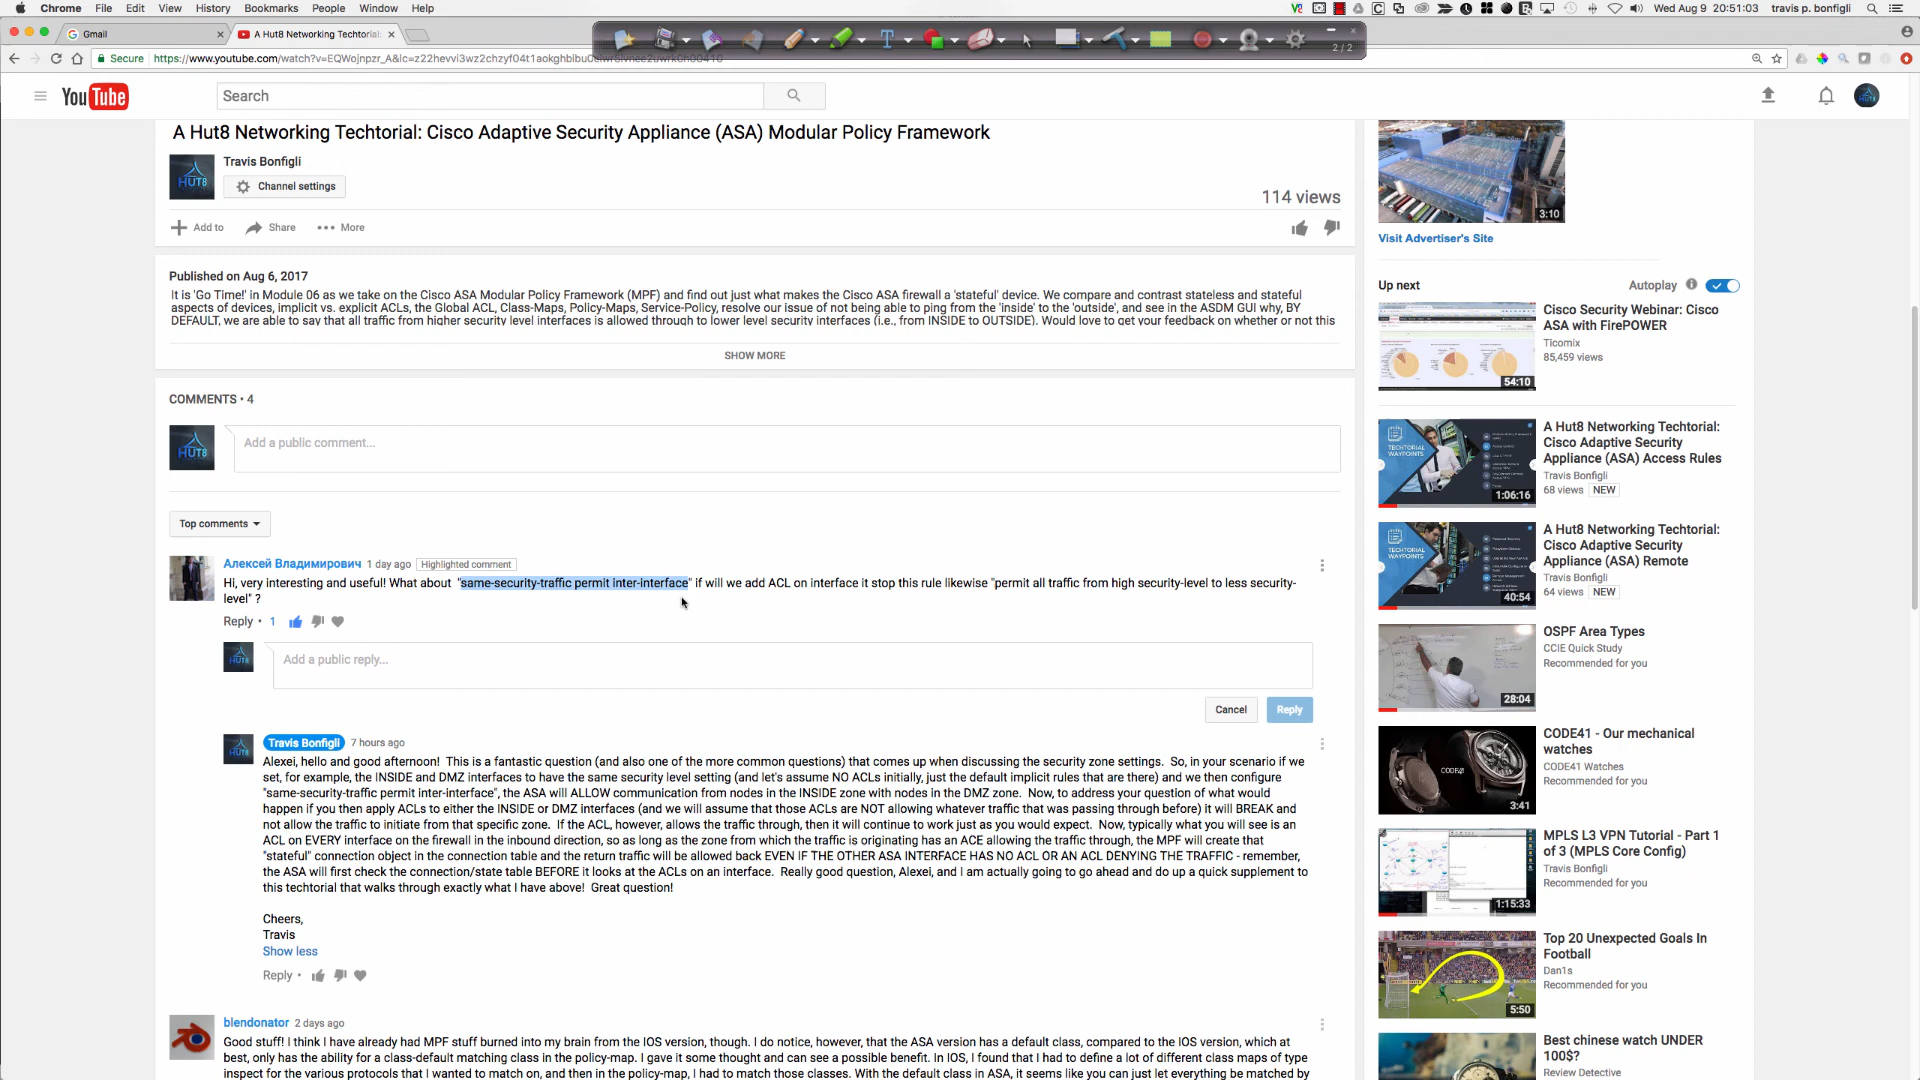 Chrome File Edit View History Bookmarks People Window Help
Wed Aug 9 20:51:03 travis p. bonfigli
Gmail
A Hut8 Networking Techtorial:
2 / 2
Secure
YouTube
Search
A Hut8 Networking Techtorial: Cisco Adaptive Security Appliance (ASA) Modular Policy Framework
HUT8
Travis Bonfigli
Channel settings
114 views
Add to Share More
Published on Aug 6, 2017
It is 'Go Time!' in Module 06 as we take on the Cisco ASA Modular Policy Framework (MPF) and find out just what makes the Cisco ASA firewall a 'stateful' device. We compare and contrast stateless and stateful
aspects of devices, implicit vs. explicit ACLs, the Global ACL, Class-Maps, Policy-Maps, Service-Policy, resolve our issue of not being able to ping from the 'inside' to the 'outside', and see in the ASDM GUI why, BY
DEFAULT, we are able to say that all traffic from higher security level interfaces is allowed through to lower level security interfaces (i.e., from INSIDE to OUTSIDE). Would love to get your feedback on whether or not this
SHOW MORE
COMMENTS • 4
HUT8
Add a public comment...
Top comments
Алексей Владимирович 1 day ago Highlighted comment
Hi, very interesting and useful! What about "same-security-traffic permit inter-interface" if will we add ACL on interface it stop this rule likewise "permit all traffic from high security-level to less security-
level" ?
Reply • 1
HUT8
Add a public reply...
Cancel Reply
HUT8
Travis Bonfigli 7 hours ago
Alexei, hello and good afternoon! This is a fantastic question (and also one of the more common questions) that comes up when discussing the security zone settings. So, in your scenario if we
set, for example, the INSIDE and DMZ interfaces to have the same security level setting (and let's assume NO ACLs initially, just the default implicit rules that are there) and we then configure
"same-security-traffic permit inter-interface", the ASA will ALLOW communication from nodes in the INSIDE zone with nodes in the DMZ zone. Now, to address your question of what would
happen if you then apply ACLs to either the INSIDE or DMZ interfaces (and we will assume that those ACLs are NOT allowing whatever traffic that was passing through before) it will BREAK and
not allow the traffic to initiate from that specific zone. If the ACL, however, allows the traffic through, then it will continue to work just as you would expect. Now, typically what you will see is an
ACL on EVERY interface on the firewall in the inbound direction, so as long as the zone from which the traffic is originating has an ACE allowing the traffic through, the MPF will create that
"stateful" connection object in the connection table and the return traffic will be allowed back EVEN IF THE OTHER ASA INTERFACE HAS NO ACL OR AN ACL DENYING THE TRAFFIC - remember,
the ASA will first check the connection/state table BEFORE it looks at the ACLs on an interface. Really good question, Alexei, and I am actually going to go ahead and do up a quick supplement to
this techtorial that walks through exactly what I have above! Great question!
Cheers,
Travis
Show less
Reply •
blendonator 2 days ago
Good stuff! I think I have already had MPF stuff burned into my brain from the IOS version, though. I do notice, however, that the ASA version has a default class, compared to the IOS version, which at
best, only has the ability for a class-default matching class in the policy-map. I gave it some thought and can see a possible benefit. In IOS, I found that I had to define a lot of different class maps of type
inspect for the various protocols that I wanted to match on, and then in the policy-map, I had to match those classes. With the default class in ASA, it seems like you can just let everything be matched by
3:10
Visit Advertiser's Site
Up next
Autoplay
54:10
Cisco Security Webinar: Cisco
ASA with FirePOWER
Ticomix
85,459 views
TECHTORIAL
WAYPOINTS
1:06:16
A Hut8 Networking Techtorial:
Cisco Adaptive Security
Appliance (ASA) Access Rules
Travis Bonfigli
68 views NEW
TECHTORIAL
WAYPOINTS
40:54
A Hut8 Networking Techtorial:
Cisco Adaptive Security
Appliance (ASA) Remote
Travis Bonfigli
64 views NEW
28:04
OSPF Area Types
CCIE Quick Study
Recommended for you
CODE41
3:41
CODE41 - Our mechanical
watches
CODE41 Watches
Recommended for you
1:15:33
MPLS L3 VPN Tutorial - Part 1
of 3 (MPLS Core Config)
Travis Bonfigli
Recommended for you
5:50
Top 20 Unexpected Goals In
Football
Dan1s
Recommended for you
Best chinese watch UNDER
100$?
Review Detective